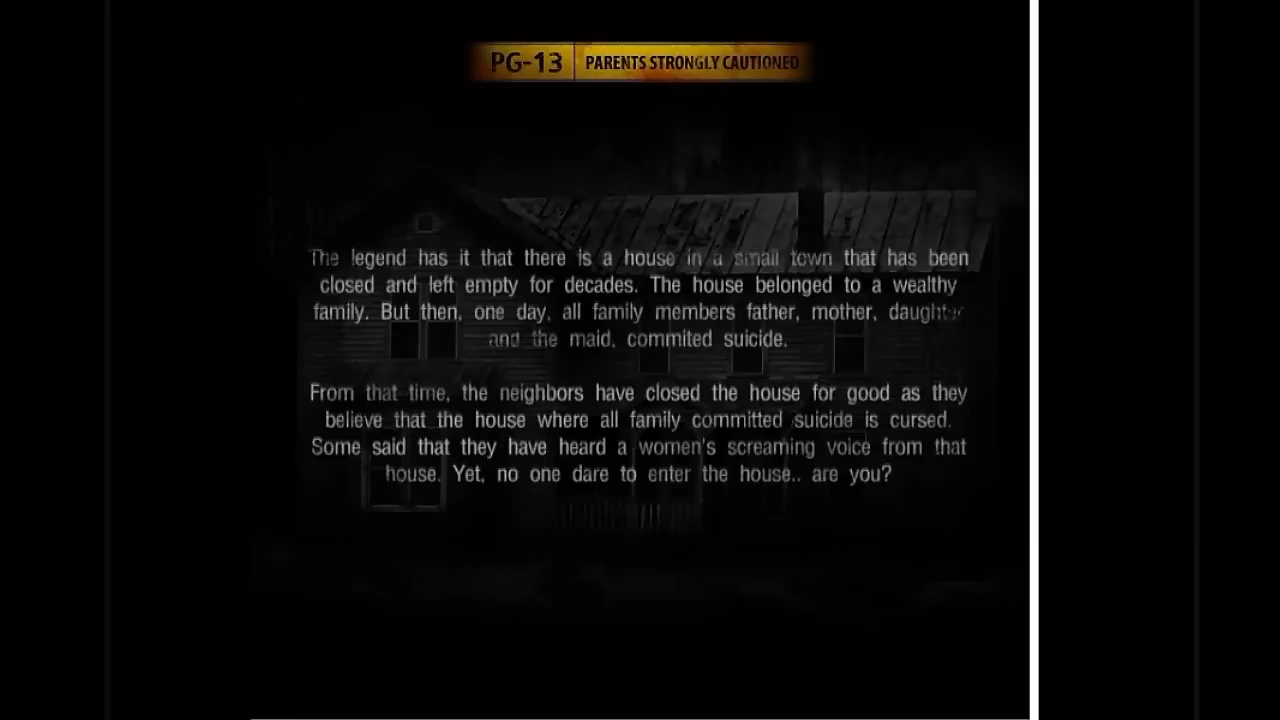 PG-13 PARENTS STRONGLY CAUTIONED
The legend has it that there is a house in a small town that has been
closed and left empty for decades. The house belonged to a wealthy
family. But then, one day, all family members father, mother, daughter
and the maid, commited suicide.
From that time, the neighbors have closed the house for good as they
believe that the house where all family committed suicide is cursed.
Some said that they have heard a women's screaming voice from that
house. Yet, no one dare to enter the house.. are you?